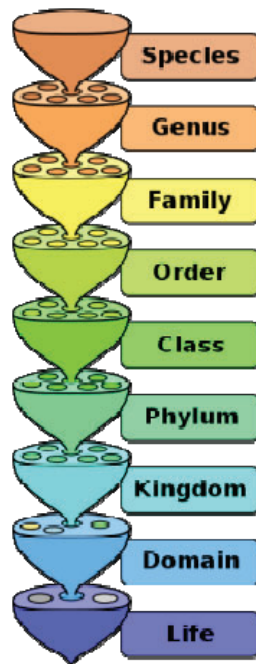 Species
Genus
Family
Order
Class
Phylum
Kingdom
Domain
Life